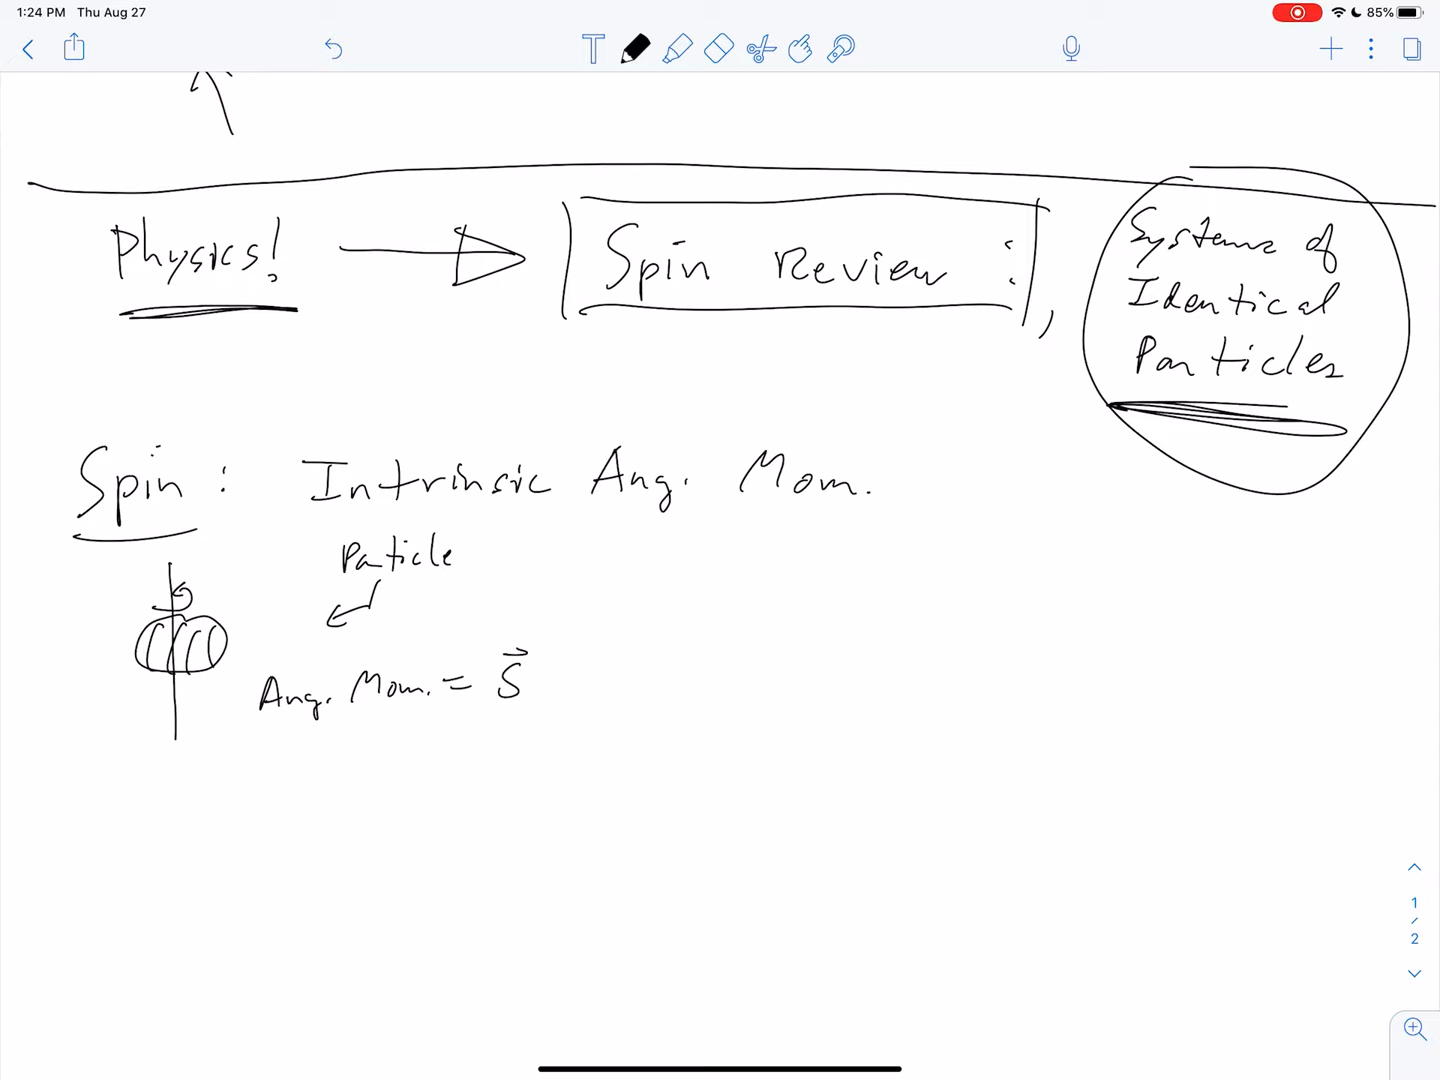 1:24 PM Thu Aug 27
85%
Physics!
Spin Review :
,
Systems of
Identical
Particles
Spin : Intrinsic Ang. Mom.
Particle
Ang. Mom. = S⃗
1
/
2